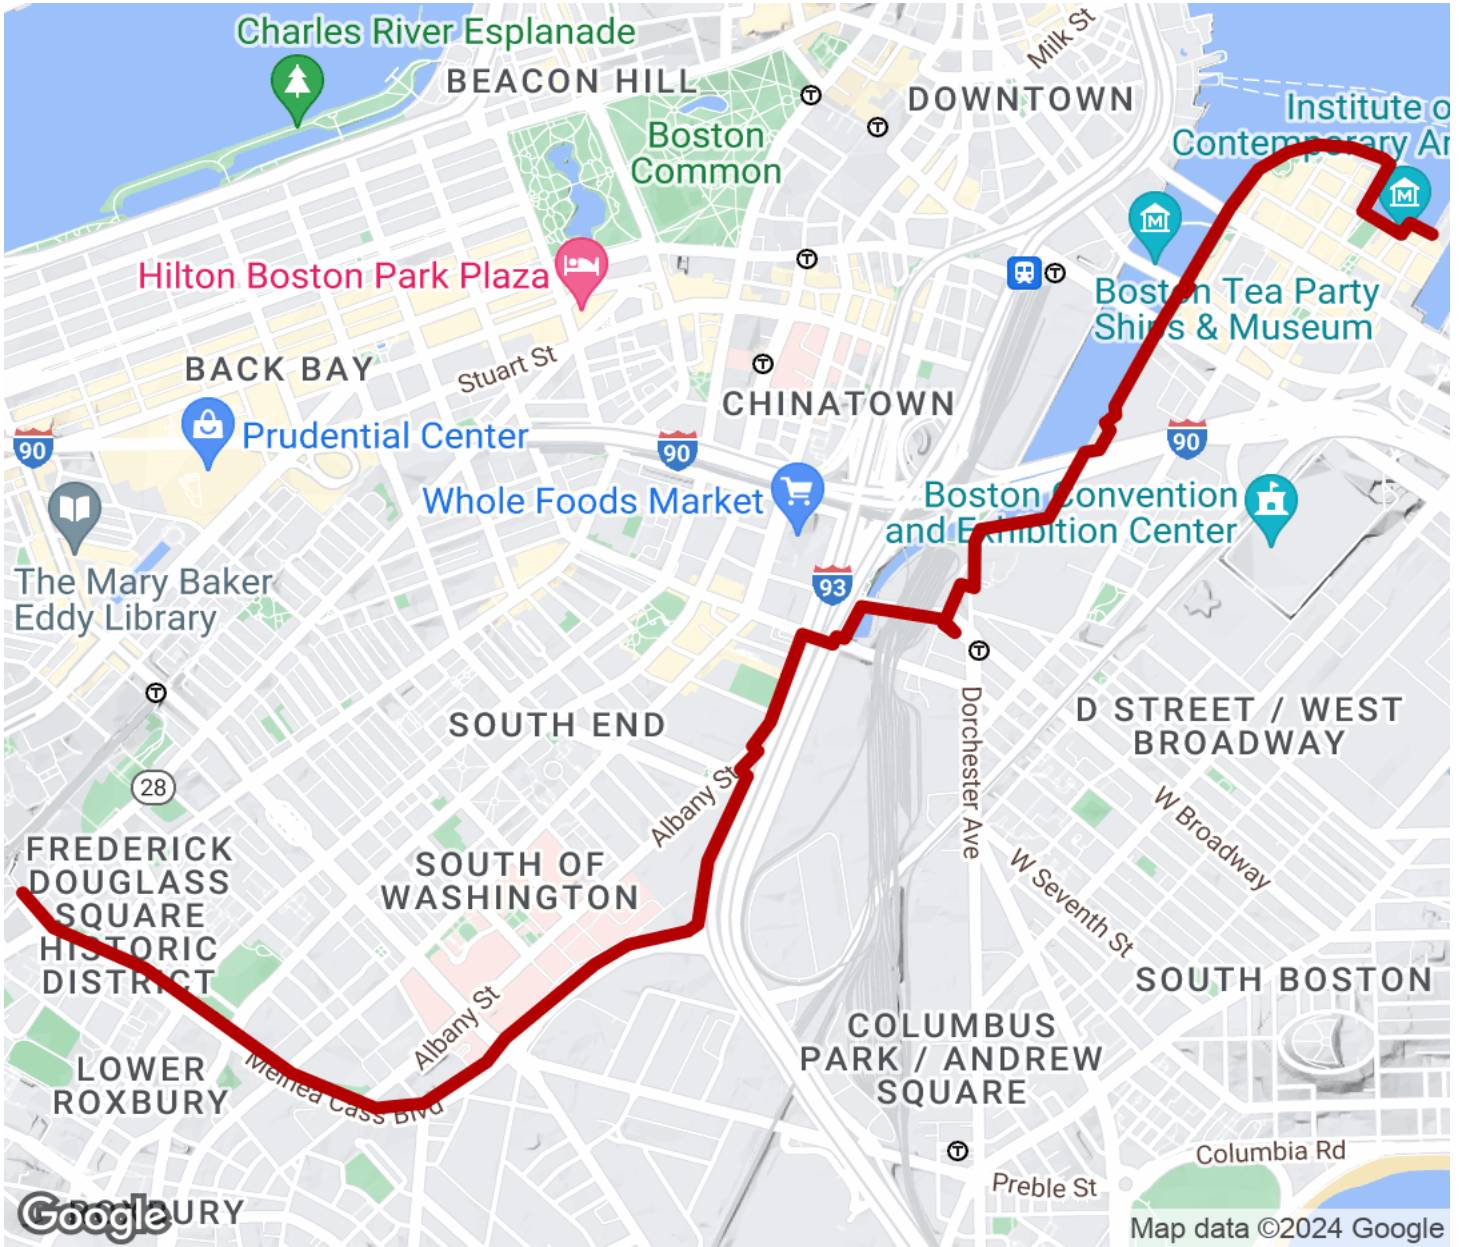 Charles River Esplanade
BEACON HILL
Milk St
DOWNTOWN
Boston
Common
Institute o
Contemporary Ar
Hilton Boston Park Plaza
Boston Tea Party
Ships & Museum
BACK BAY
Stuart St
CHINATOWN
90
Prudential Center
90
90
Whole Foods Market
Boston Convention
and Exhibition Center
The Mary Baker
Eddy Library
93
Dorchester Ave
D STREET / WEST
BROADWAY
SOUTH END
28
Albany St
W Broadway
FREDERICK
DOUGLASS
SQUARE
HISTORIC
DISTRICT
SOUTH OF
WASHINGTON
W Seventh St
SOUTH BOSTON
Albany St
COLUMBUS
PARK / ANDREW
SQUARE
LOWER
ROXBURY
Melnea Cass Blvd
Columbia Rd
Preble St
ROXBURY
Google
Map data ©2024 Google